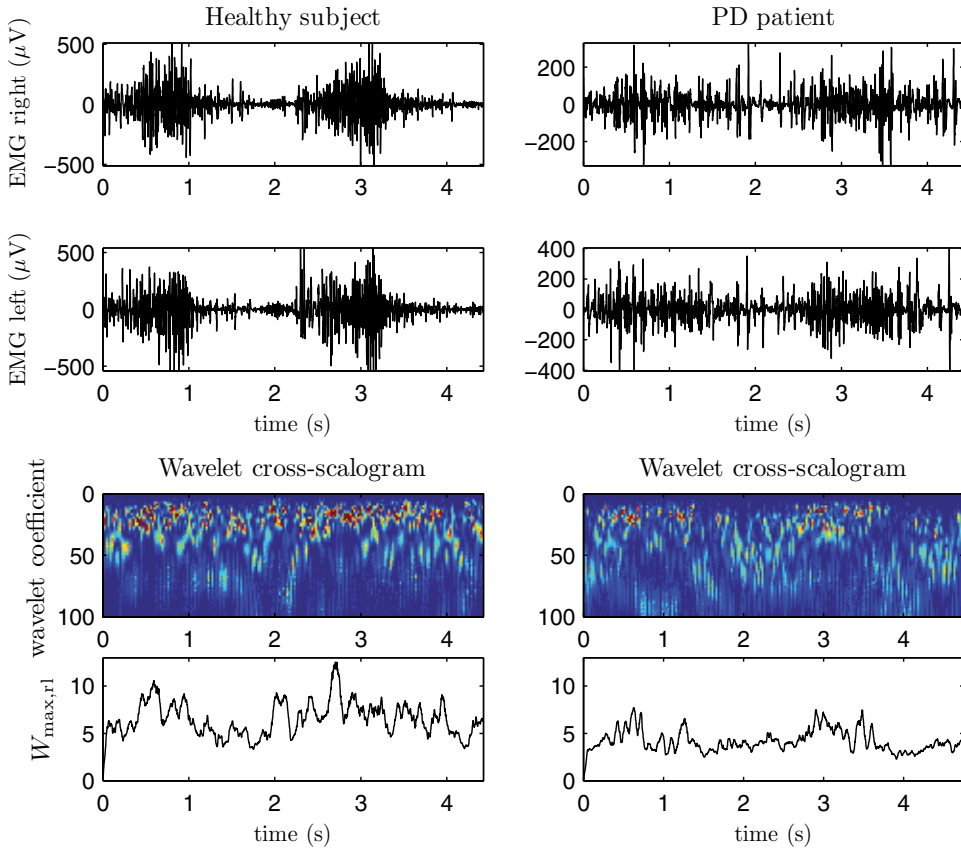 Healthy subject
PD patient
EMG right (μV)
500
0
−500
0 1 2 3 4
200
0
−200
0 1 2 3 4
EMG left (μV)
500
0
−500
0 1 2 3 4
time (s)
400
200
0
−200
−400
0 1 2 3 4
time (s)
Wavelet cross-scalogram
Wavelet cross-scalogram
wavelet coefficient
0
50
100
0 1 2 3 4
0
50
100
0 1 2 3 4
W max,rl
10
5
0
0 1 2 3 4
time (s)
10
5
0
0 1 2 3 4
time (s)